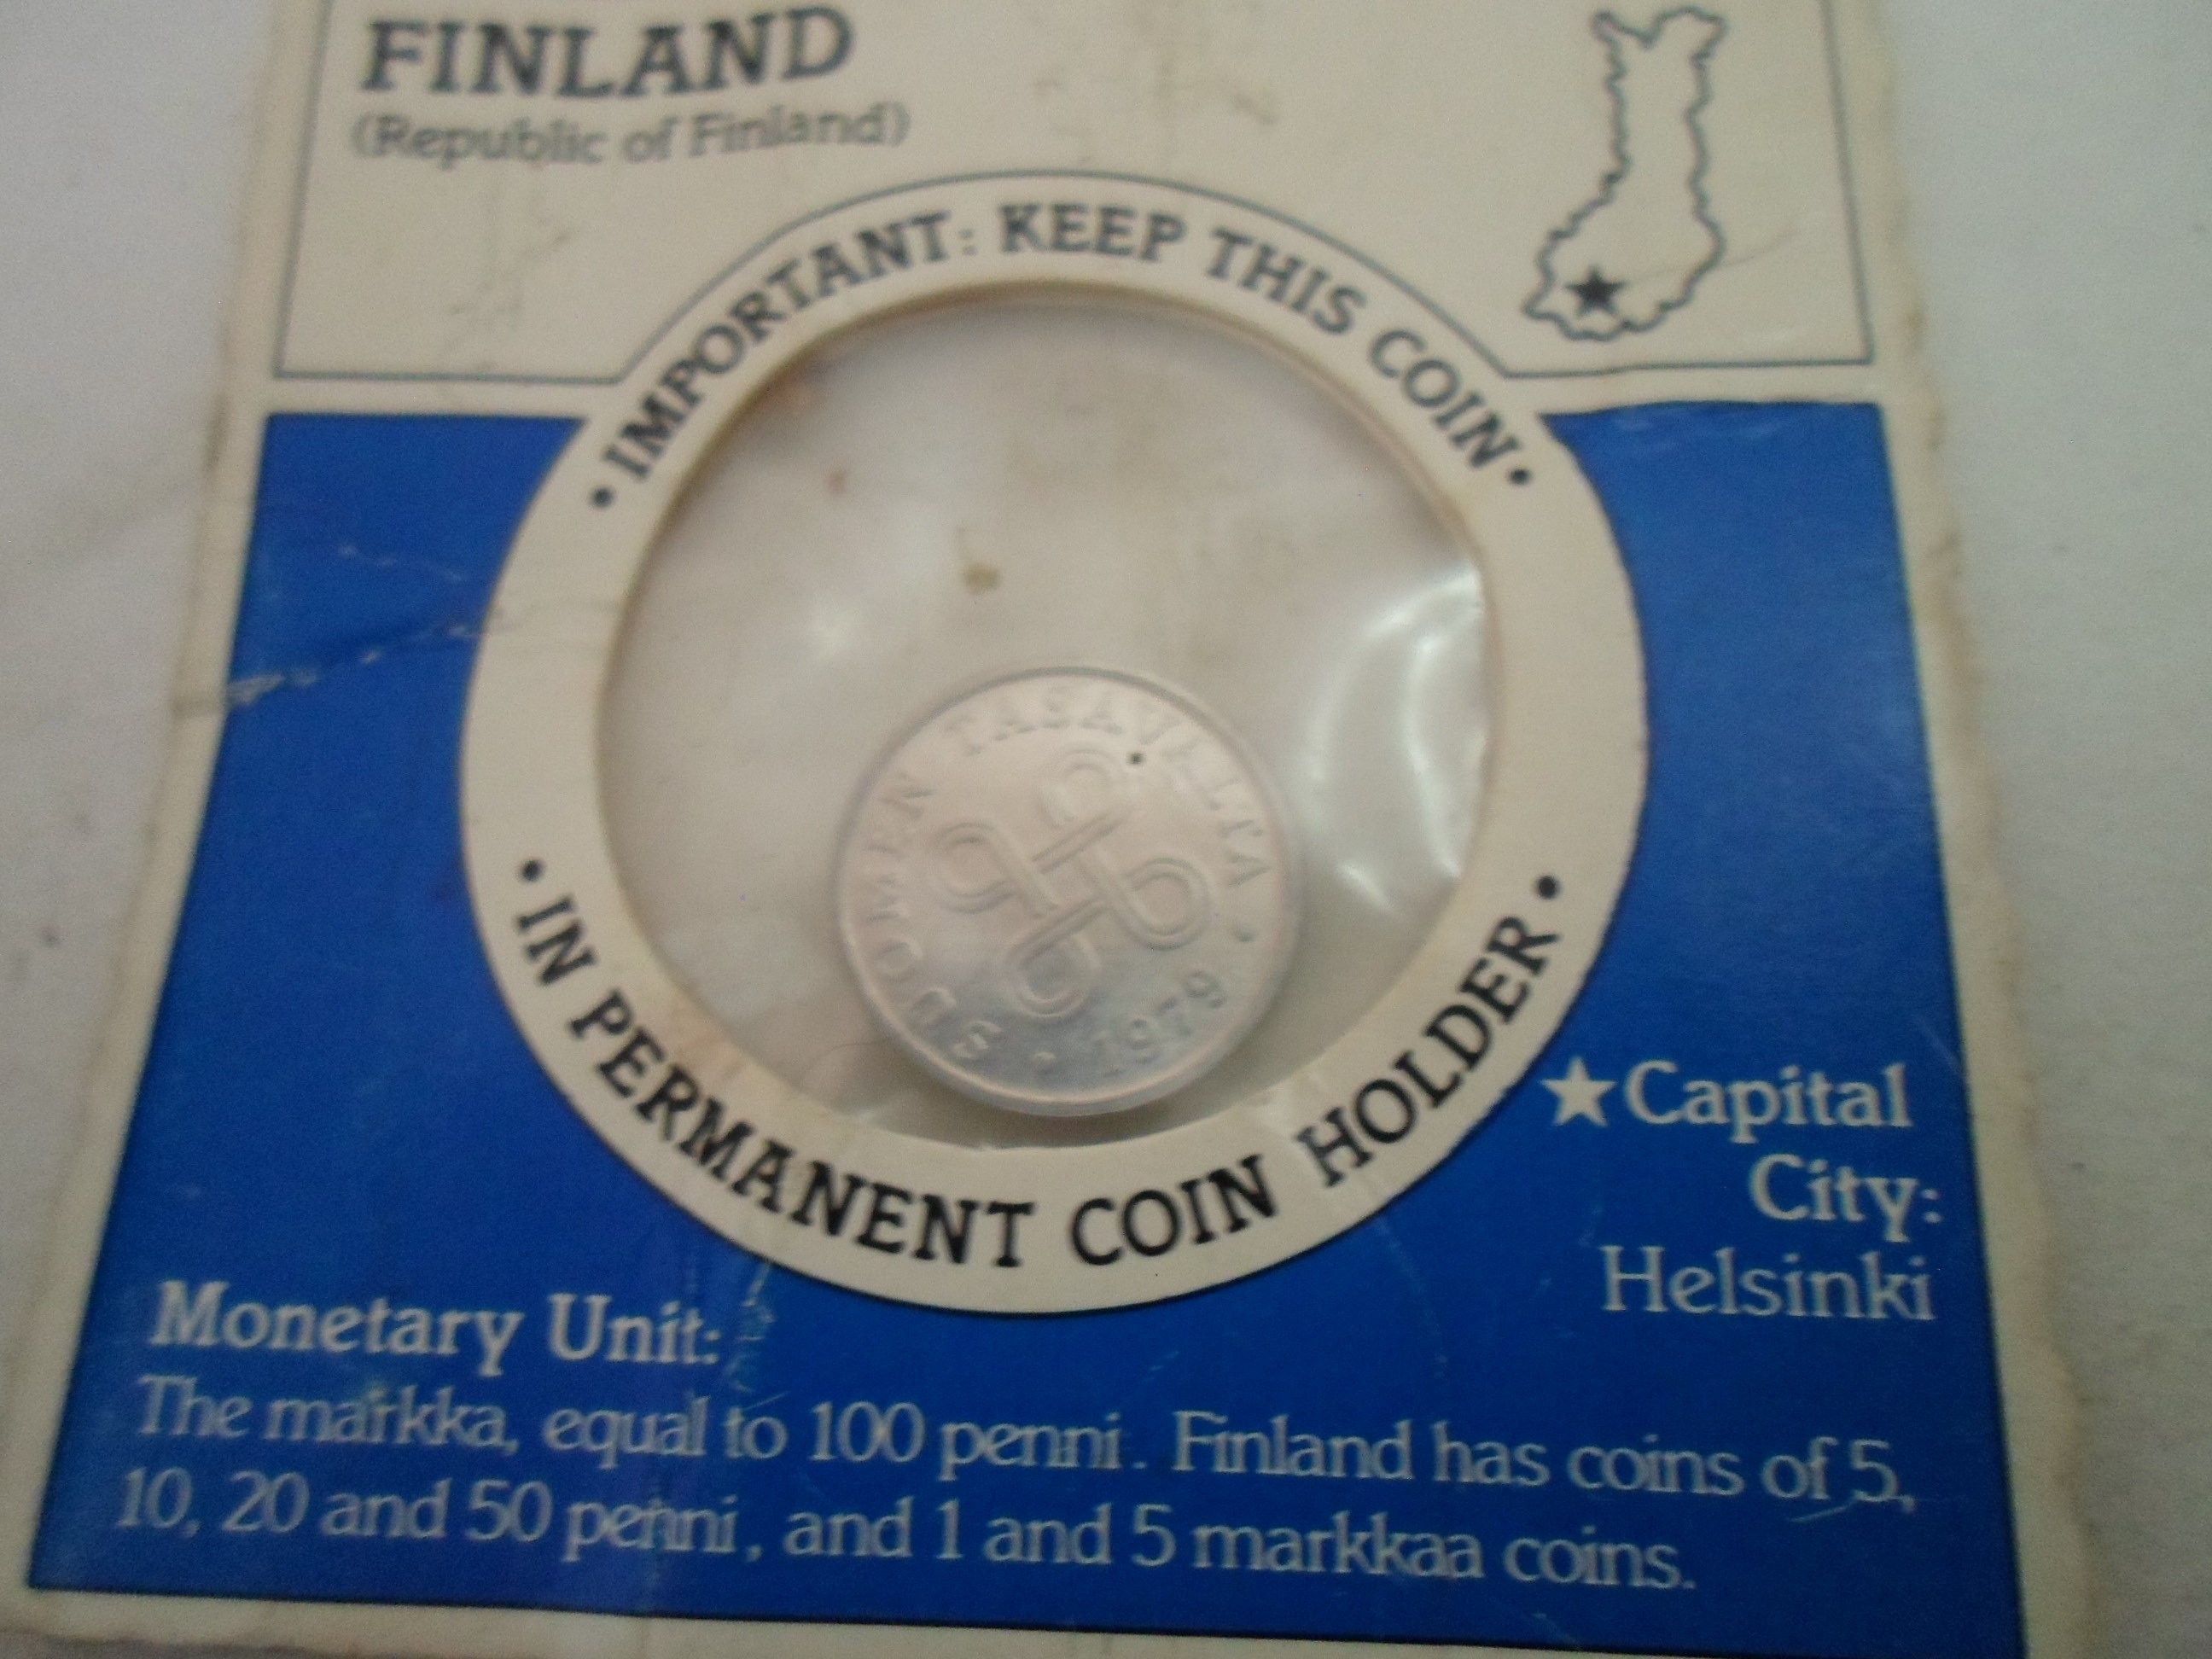 FINLAND
(Republic of Finland)
• IMPORTANT: KEEP THIS COIN •
SUOMEN TASAVALTA • 1979 •
• IN PERMANENT COIN HOLDER •
★Capital
City:
Helsinki
Monetary Unit:
The markka, equal to 100 penni. Finland has coins of 5,
10, 20 and 50 penni, and 1 and 5 markkaa coins.